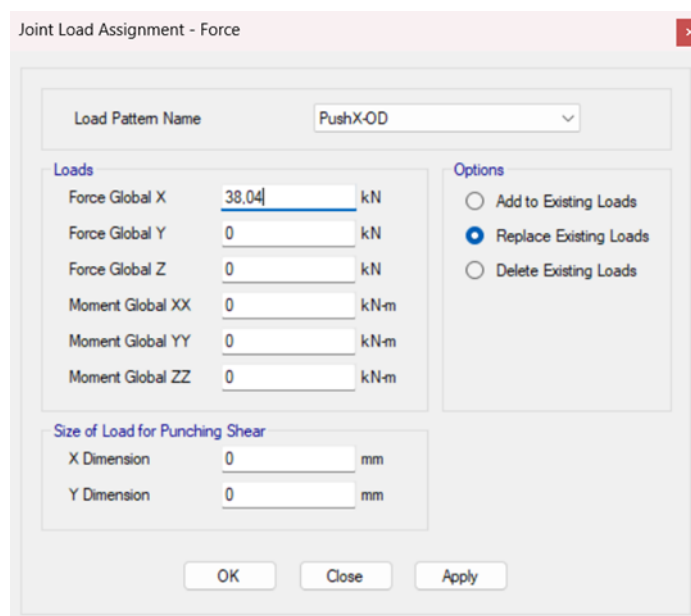 Joint Load Assignment - Force
Load Pattern Name PushX-OD
Loads
Force Global X 38,04 kN
Force Global Y 0 kN
Force Global Z 0 kN
Moment Global XX 0 kN-m
Moment Global YY 0 kN-m
Moment Global ZZ 0 kN-m
Options
Add to Existing Loads
Replace Existing Loads
Delete Existing Loads
Size of Load for Punching Shear
X Dimension 0 mm
Y Dimension 0 mm
OK Close Apply